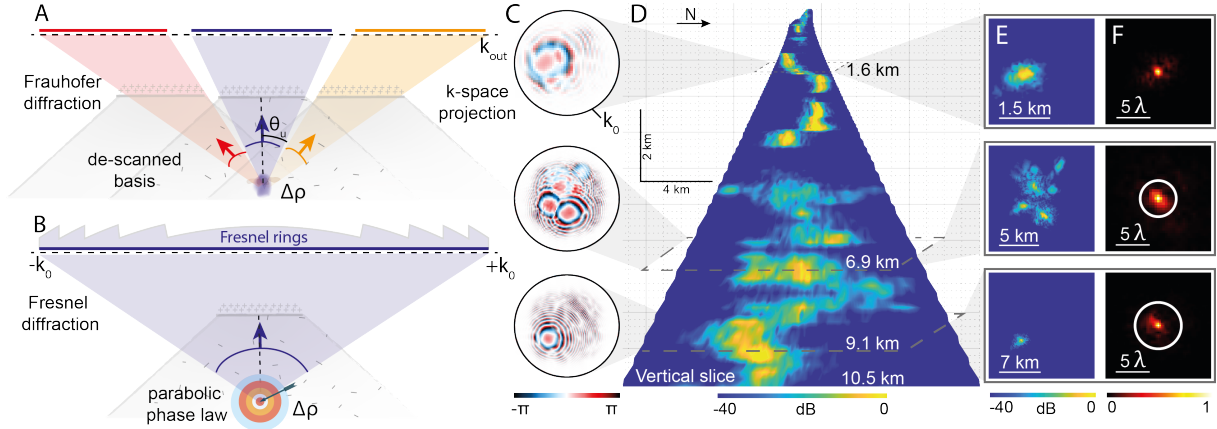 A
k_out
Frauhofer
diffraction
k-space
projection
θ_u
de-scanned
basis
Δρ
B
Fresnel rings
-k_0
+k_0
Fresnel
diffraction
parabolic
phase law
Δρ
C
k_0
-π
π
D
N
1.6 km
2 km
4 km
6.9 km
9.1 km
10.5 km
Vertical slice
-40
dB
0
E
1.5 km
5 km
7 km
-40
dB
0
F
5 λ
5 λ
5 λ
0
1